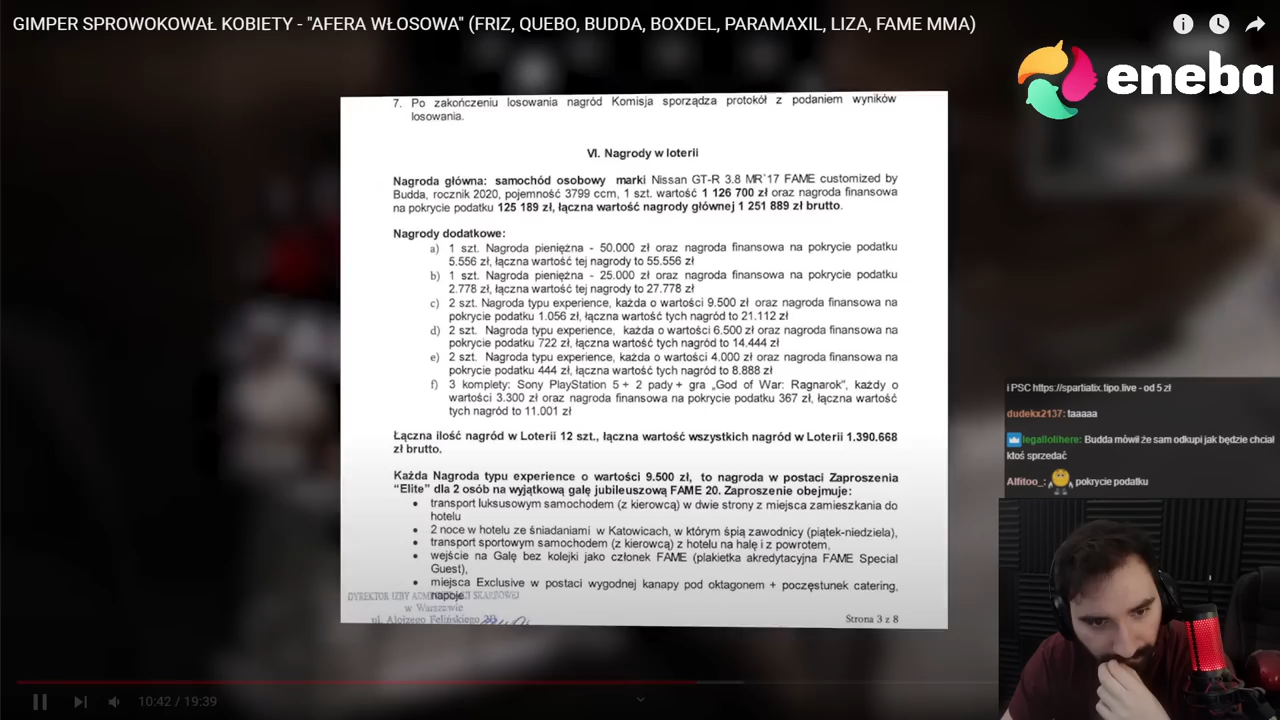 GIMPER SPROWOKOWAŁ KOBIETY - "AFERA WŁOSOWA" (FRIZ, QUEBO, BUDDA, BOXDEL, PARAMAXIL, LIZA, FAME MMA)
eneba
7. Po zakończeniu losowania nagród Komisja sporządza protokół z podaniem wyników
losowania.
VI. Nagrody w loterii
Nagroda główna: samochód osobowy marki Nissan GT-R 3.8 MR`17 FAME customized by
Budda, rocznik 2020, pojemność 3799 ccm, 1 szt. wartość 1 126 700 zł oraz nagroda finansowa
na pokrycie podatku 125 189 zł, łączna wartość nagrody głównej 1 251 889 zł brutto.
Nagrody dodatkowe:
a) 1 szt. Nagroda pieniężna - 50.000 zł oraz nagroda finansowa na pokrycie podatku
5.556 zł, łączna wartość tej nagrody to 55.556 zł
b) 1 szt. Nagroda pieniężna - 25.000 zł oraz nagroda finansowa na pokrycie podatku
2.778 zł, łączna wartość tej nagrody to 27.778 zł
c) 2 szt. Nagroda typu experience, każda o wartości 9.500 zł oraz nagroda finansowa na
pokrycie podatku 1.056 zł, łączna wartość tych nagród to 21.112 zł
d) 2 szt. Nagroda typu experience, każda o wartości 6.500 zł oraz nagroda finansowa na
pokrycie podatku 722 zł, łączna wartość tych nagród to 14.444 zł
e) 2 szt. Nagroda typu experience, każda o wartości 4.000 zł oraz nagroda finansowa na
pokrycie podatku 444 zł, łączna wartość tych nagród to 8.888 zł
f) 3 komplety: Sony PlayStation 5 + 2 pady + gra „God of War: Ragnarok", każdy o
wartości 3.300 zł oraz nagroda finansowa na pokrycie podatku 367 zł, łączna wartość
tych nagród to 11.001 zł
Łączna ilość nagród w Loterii 12 szt., łączna wartość wszystkich nagród w Loterii 1.390.668
zł brutto.
Każda Nagroda typu experience o wartości 9.500 zł, to nagroda w postaci Zaproszenia
"Elite" dla 2 osób na wyjątkową galę jubileuszową FAME 20. Zaproszenie obejmuje:
• transport luksusowym samochodem (z kierowcą) w dwie strony z miejsca zamieszkania do
hotelu
• 2 noce w hotelu ze śniadaniami w Katowicach, w którym śpią zawodnicy (piątek-niedziela),
• transport sportowym samochodem (z kierowcą) z hotelu na halę i z powrotem,
• wejście na Galę bez kolejki jako członek FAME (plakietka akredytacyjna FAME Special
Guest),
• miejsca Exclusive w postaci wygodnej kanapy pod oktagonem + poczęstunek catering,
napoje
DYREKTOR IZBY ADMINISTRACJI SKARBOWEJ
w Warszawie
ul. Alojzego Felińskiego 2B
Strona 3 z 8
i PSC https://spartiatix.tipo.live - od 5 zł
dudekx2137: taaaaa
legallolihere: Budda mówił że sam odkupi jak będzie chciał
ktoś sprzedać
Alfitoo_: pokrycie podatku
10:42 / 19:39